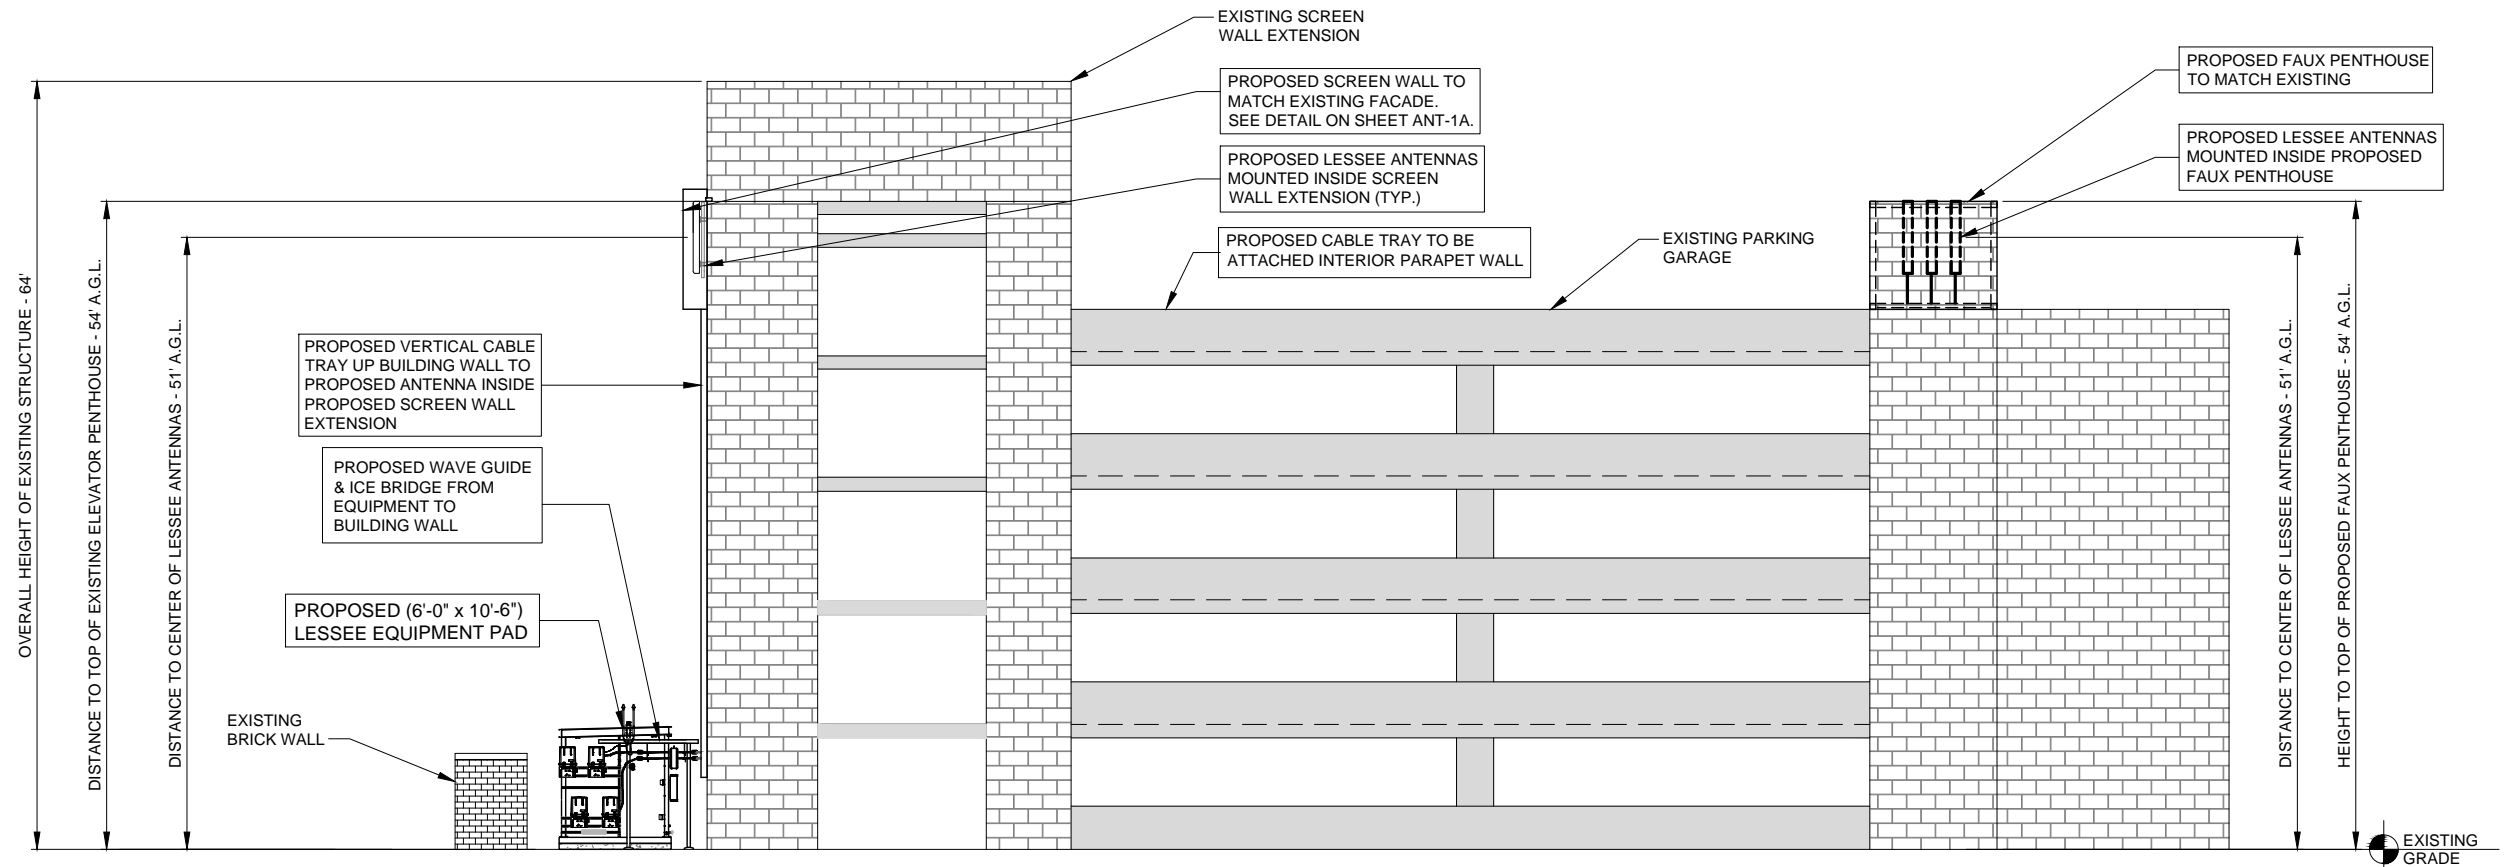 EXISTING SCREEN
WALL EXTENSION
PROPOSED SCREEN WALL TO
MATCH EXISTING FACADE.
SEE DETAIL ON SHEET ANT-1A.
PROPOSED LESSEE ANTENNAS
MOUNTED INSIDE SCREEN
WALL EXTENSION (TYP.)
PROPOSED CABLE TRAY TO BE
ATTACHED INTERIOR PARAPET WALL
EXISTING PARKING
GARAGE
PROPOSED FAUX PENTHOUSE
TO MATCH EXISTING
PROPOSED LESSEE ANTENNAS
MOUNTED INSIDE PROPOSED
FAUX PENTHOUSE
OVERALL HEIGHT OF EXISTING STRUCTURE - 64'
DISTANCE TO TOP OF EXISTING ELEVATOR PENTHOUSE - 54' A.G.L.
DISTANCE TO CENTER OF LESSEE ANTENNAS - 51' A.G.L.
PROPOSED VERTICAL CABLE
TRAY UP BUILDING WALL TO
PROPOSED ANTENNA INSIDE
PROPOSED SCREEN WALL
EXTENSION
PROPOSED WAVE GUIDE
& ICE BRIDGE FROM
EQUIPMENT TO
BUILDING WALL
PROPOSED (6'-0" x 10'-6")
LESSEE EQUIPMENT PAD
EXISTING
BRICK WALL
DISTANCE TO CENTER OF LESSEE ANTENNAS - 51' A.G.L.
HEIGHT TO TOP OF PROPOSED FAUX PENTHOUSE - 54' A.G.L.
EXISTING
GRADE